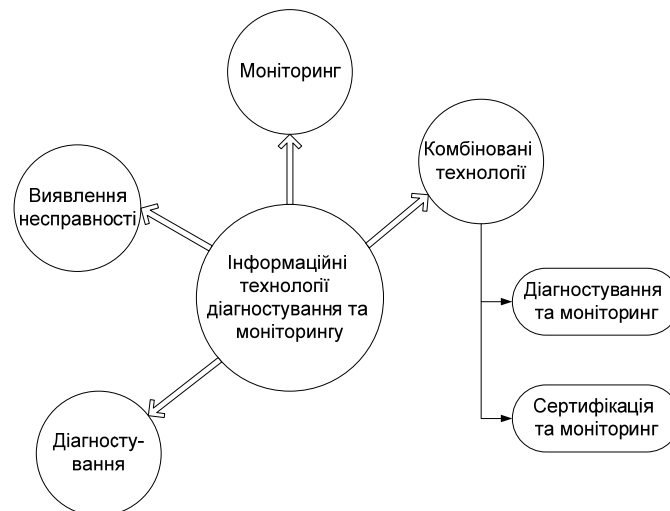 Моніторинг
Комбіновані
технології
Виявлення
несправності
Інформаційні
технології
діагностування та
моніторингу
Діагностування
та моніторинг
Сертифікація
та моніторинг
Діагносту-
вання